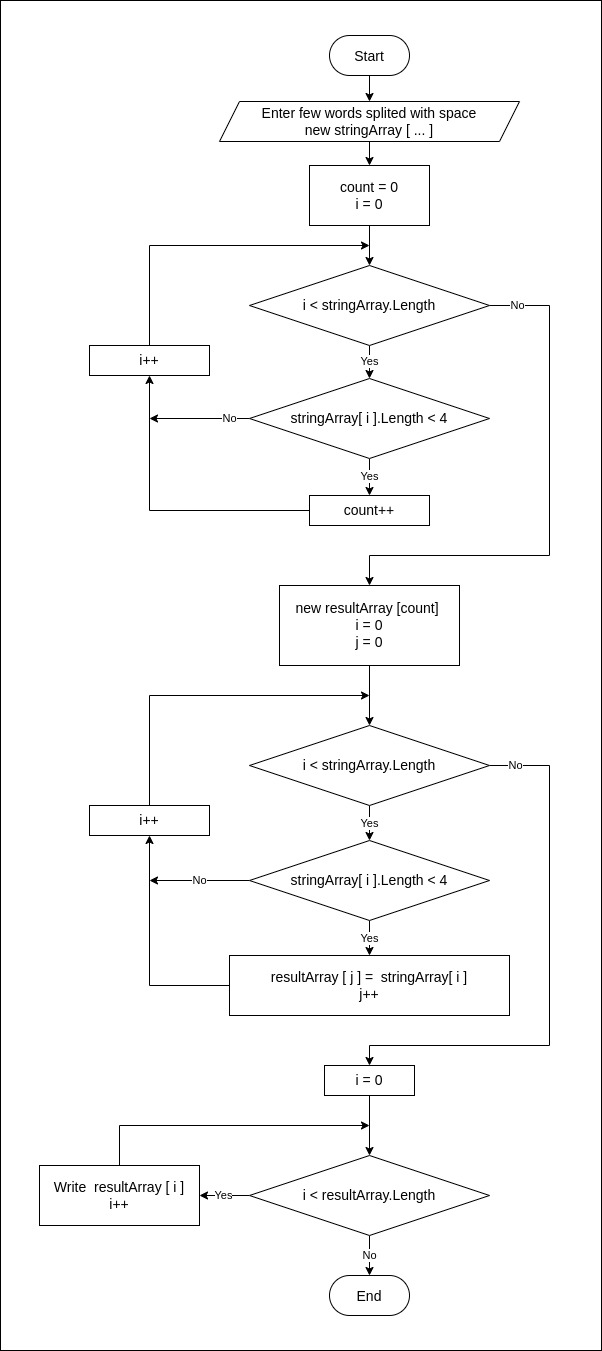 Start
Enter few words splited with space
new stringArray [ ... ]
count = 0
i = 0
i < stringArray.Length
No
i++
Yes
stringArray[ i ].Length < 4
No
Yes
count++
new resultArray [count]
i = 0
j = 0
i < stringArray.Length
No
i++
Yes
stringArray[ i ].Length < 4
No
Yes
resultArray [ j ] = stringArray[ i ]
j++
i = 0
Write resultArray [ i ]
i++
Yes
i < resultArray.Length
No
End